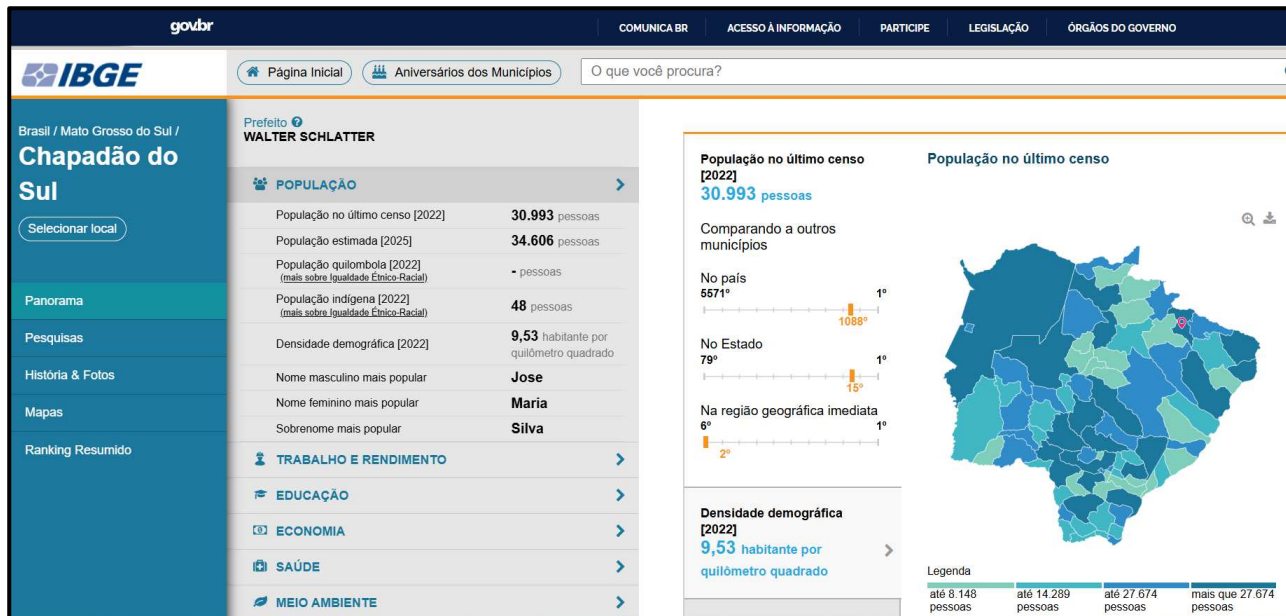 gov.br
COMUNICA BR
ACESSO À INFORMAÇÃO
PARTICIPE
LEGISLAÇÃO
ÓRGÃOS DO GOVERNO
IBGE
Página Inicial
Aniversários dos Municípios
O que você procura?
Brasil / Mato Grosso do Sul /
Chapadão do
Sul
Selecionar local
Panorama
Pesquisas
História & Fotos
Mapas
Ranking Resumido
Prefeito
WALTER SCHLATTER
POPULAÇÃO
População no último censo [2022] 30.993 pessoas
População estimada [2025] 34.606 pessoas
População quilombola [2022]
(mais sobre Igualdade Étnico-Racial)
- pessoas
População indígena [2022]
(mais sobre Igualdade Étnico-Racial)
48 pessoas
Densidade demográfica [2022]
9,53 habitante por
quilômetro quadrado
Nome masculino mais popular Jose
Nome feminino mais popular Maria
Sobrenome mais popular Silva
TRABALHO E RENDIMENTO
EDUCAÇÃO
ECONOMIA
SAÚDE
MEIO AMBIENTE
População no último censo
[2022]
30.993 pessoas
Comparando a outros
municípios
No país
5571º 1º
1088º
No Estado
79º 1º
15º
Na região geográfica imediata
6º 1º
2º
Densidade demográfica
[2022]
9,53 habitante por
quilômetro quadrado
População no último censo
Legenda
até 8.148
pessoas
até 14.289
pessoas
até 27.674
pessoas
mais que 27.674
pessoas